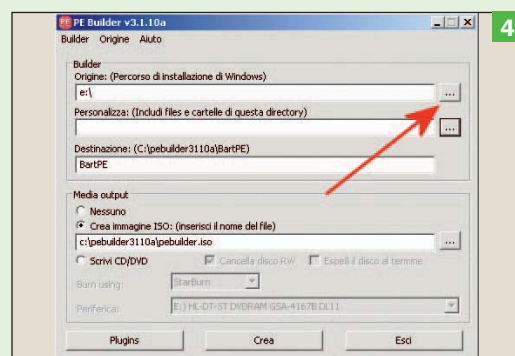 PE Builder v3.1.10a
4
Builder Origine Aiuto
Builder
Origine: (Percorso di installazione di Windows)
e:\
...
Personalizza: (Includi files e cartelle di questa directory)
...
Destinazione: (C:\pebuilder3110a\BartPE)
BartPE
Media output
Nessuno
Crea immagine ISO: (inserisci il nome del file)
c:\pebuilder3110a\pebuilder.iso
...
Scrivi CD/DVD Cancella disco RW Espelli il disco al termine
Burn using: StarBurn
Periferica: E:) HL-DT-ST DVDRAM GSA-4167B DL11
Plugins Crea Esci